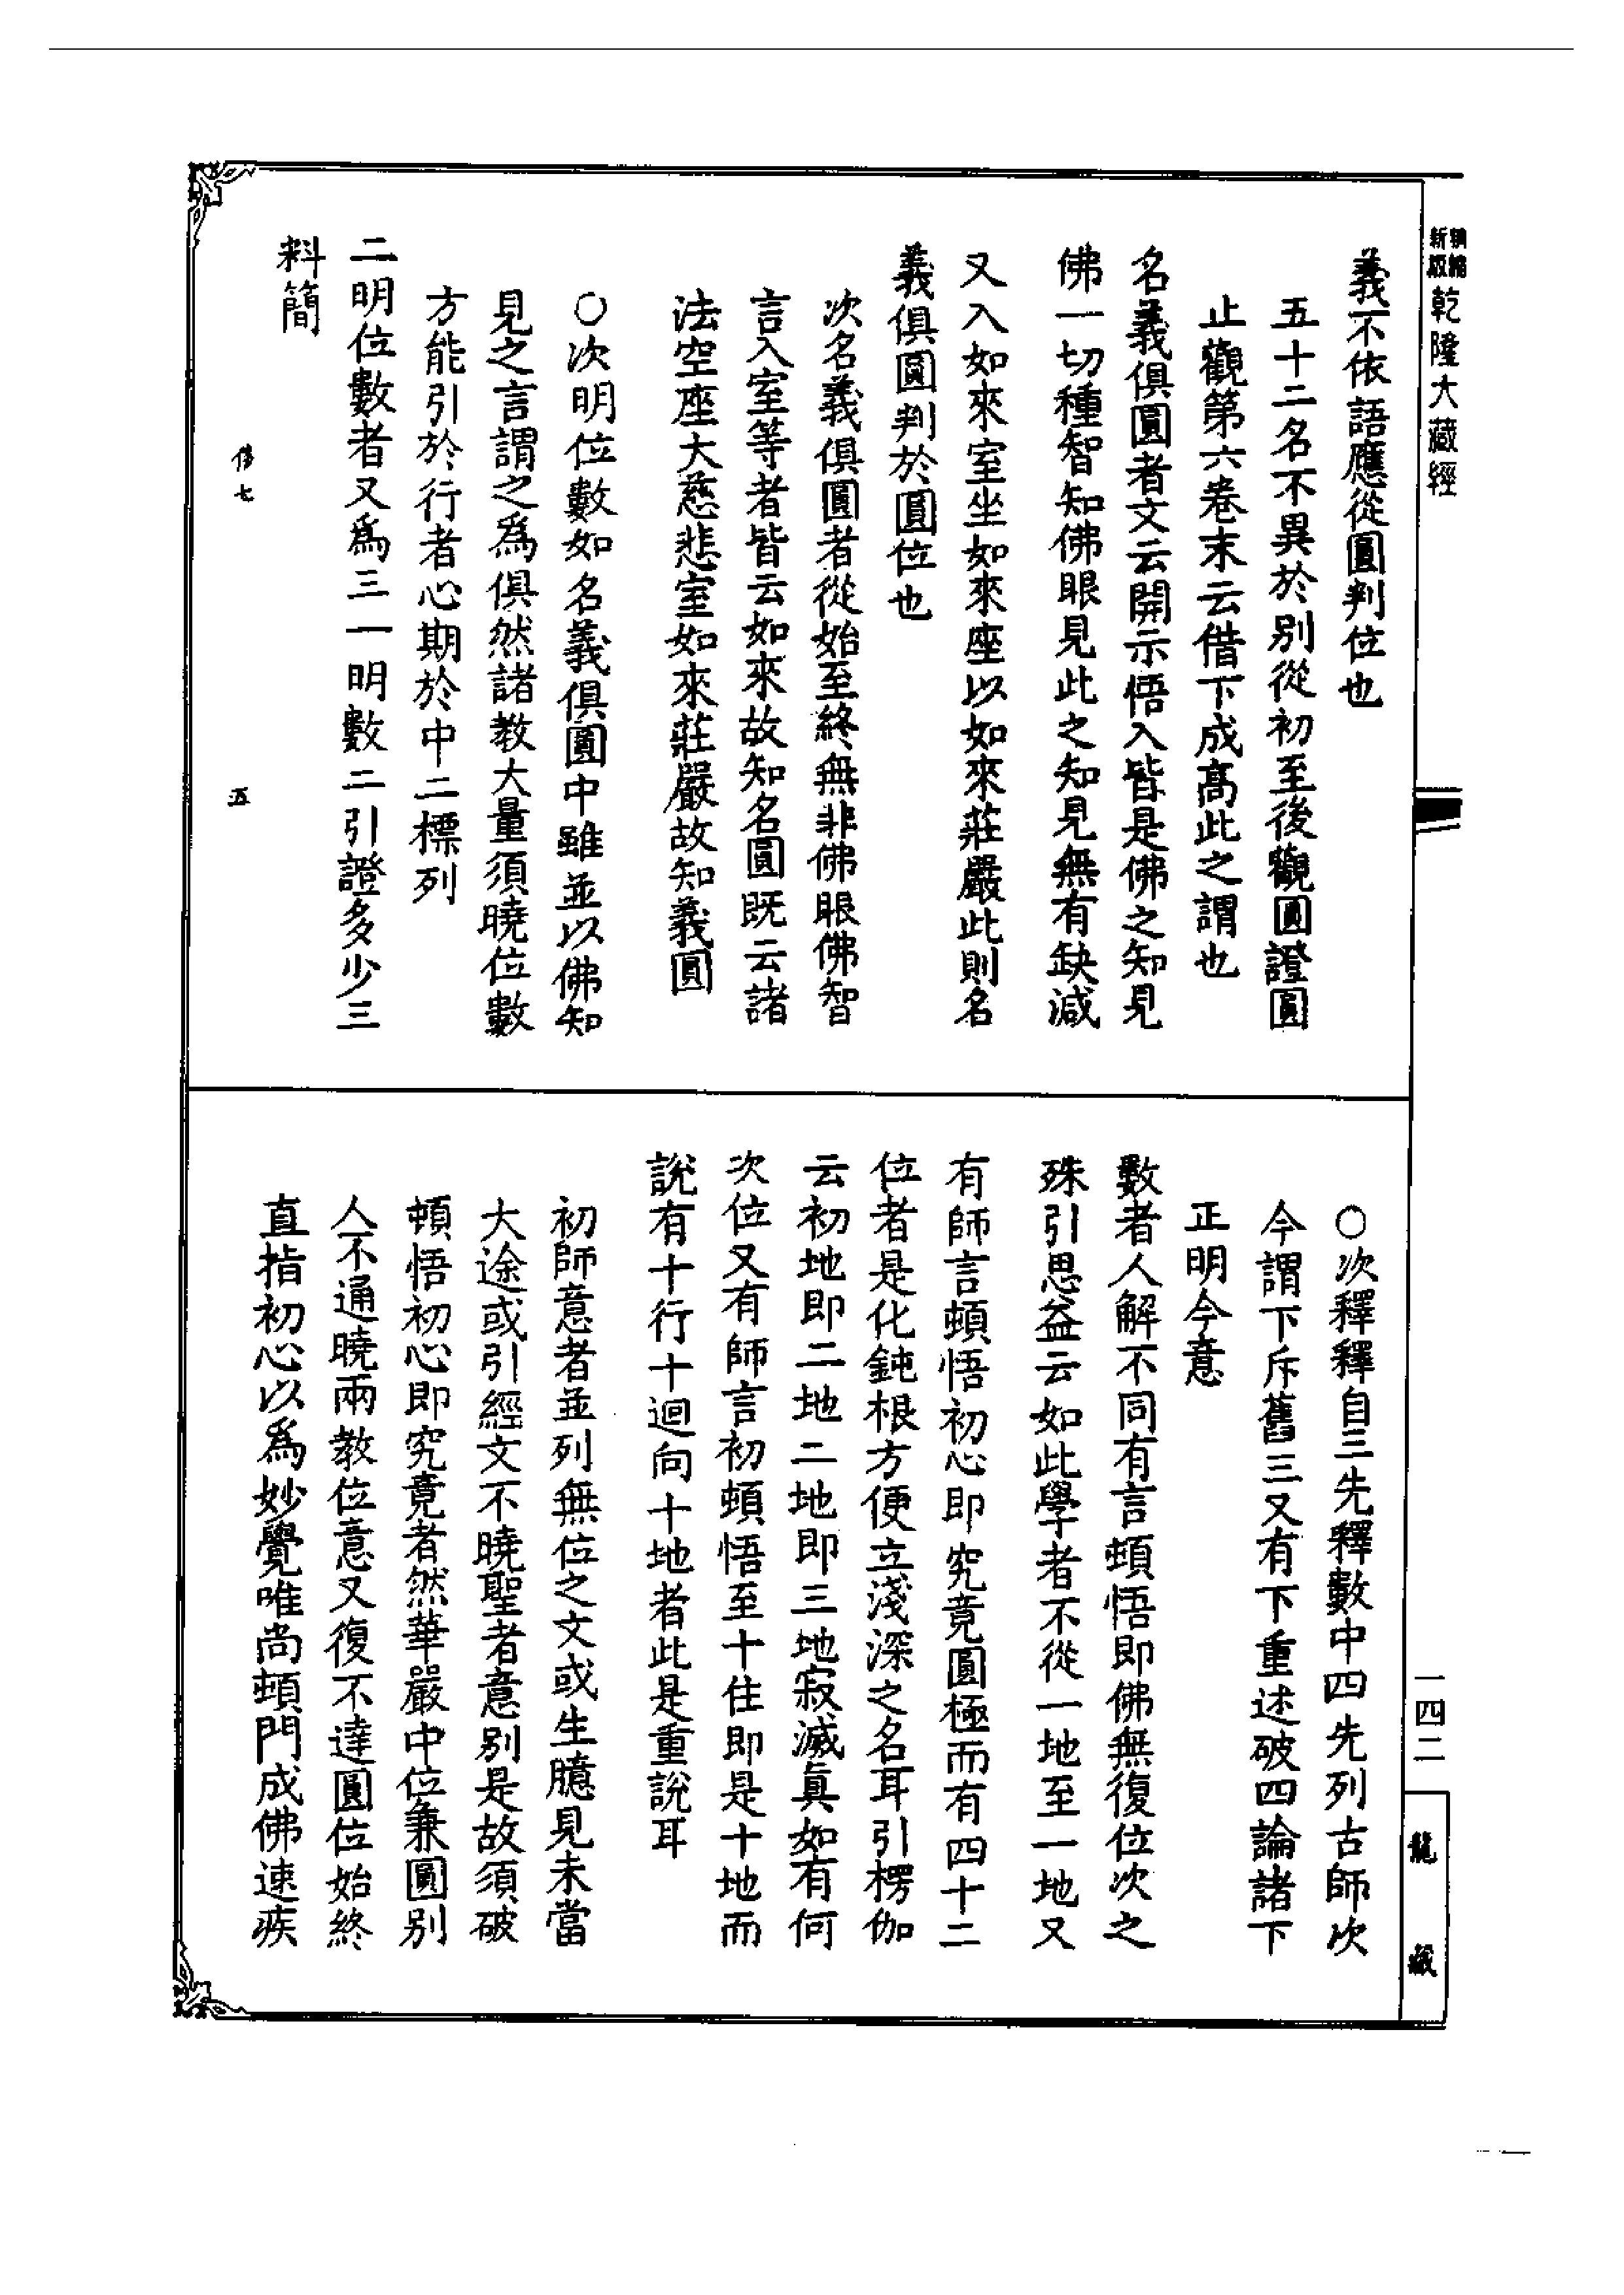 新編縮版
乾隆大藏經
義不依語應從圓判位也
五十二名不異於別從初至後觀圓證圓
止觀第六卷末云借下成高此之謂也
名義俱圓者文云開示悟入皆是佛之知見
佛一切種智知佛眼見此之知見無有缺減
又入如來室坐如來座以如來莊嚴此則名
義俱圓判於圓位也
次名義俱圓者從始至終無非佛眼佛智
言入室等者皆云如來故知名圓既云諸
法空座大慈悲室如來莊嚴故知義圓
○次明位數如名義俱圓中雖並以佛知
見之言謂之為俱然諸教大量須曉位數
方能引於行者心期於中二標列
二明位數者又為三一明數二引證多少三
料簡
五
○次釋釋自三先釋數中四先列古師次
今謂下斥舊三又有下重述破四論諸下
正明今意
數者人解不同有言頓悟即佛無復位次之
殊引思益云如此學者不從一地至一地又
有師言頓悟初心即究竟圓極而有四十二
位者是化鈍根方便立淺深之名耳引楞伽
云初地即二地二地即三地寂滅真如有何
次位又有師言初頓悟至十住即是十地而
說有十行十迴向十地者此是重說耳
初師意者並列無位之文或生臆見未當
大途或引經文不曉聖者意別是故須破
頓悟初心即究竟者然華嚴中位兼圓別
人不通曉兩教位意又復不達圓位始終
直指初心以為妙覺唯尚頓門成佛速疾
一四二
龍藏